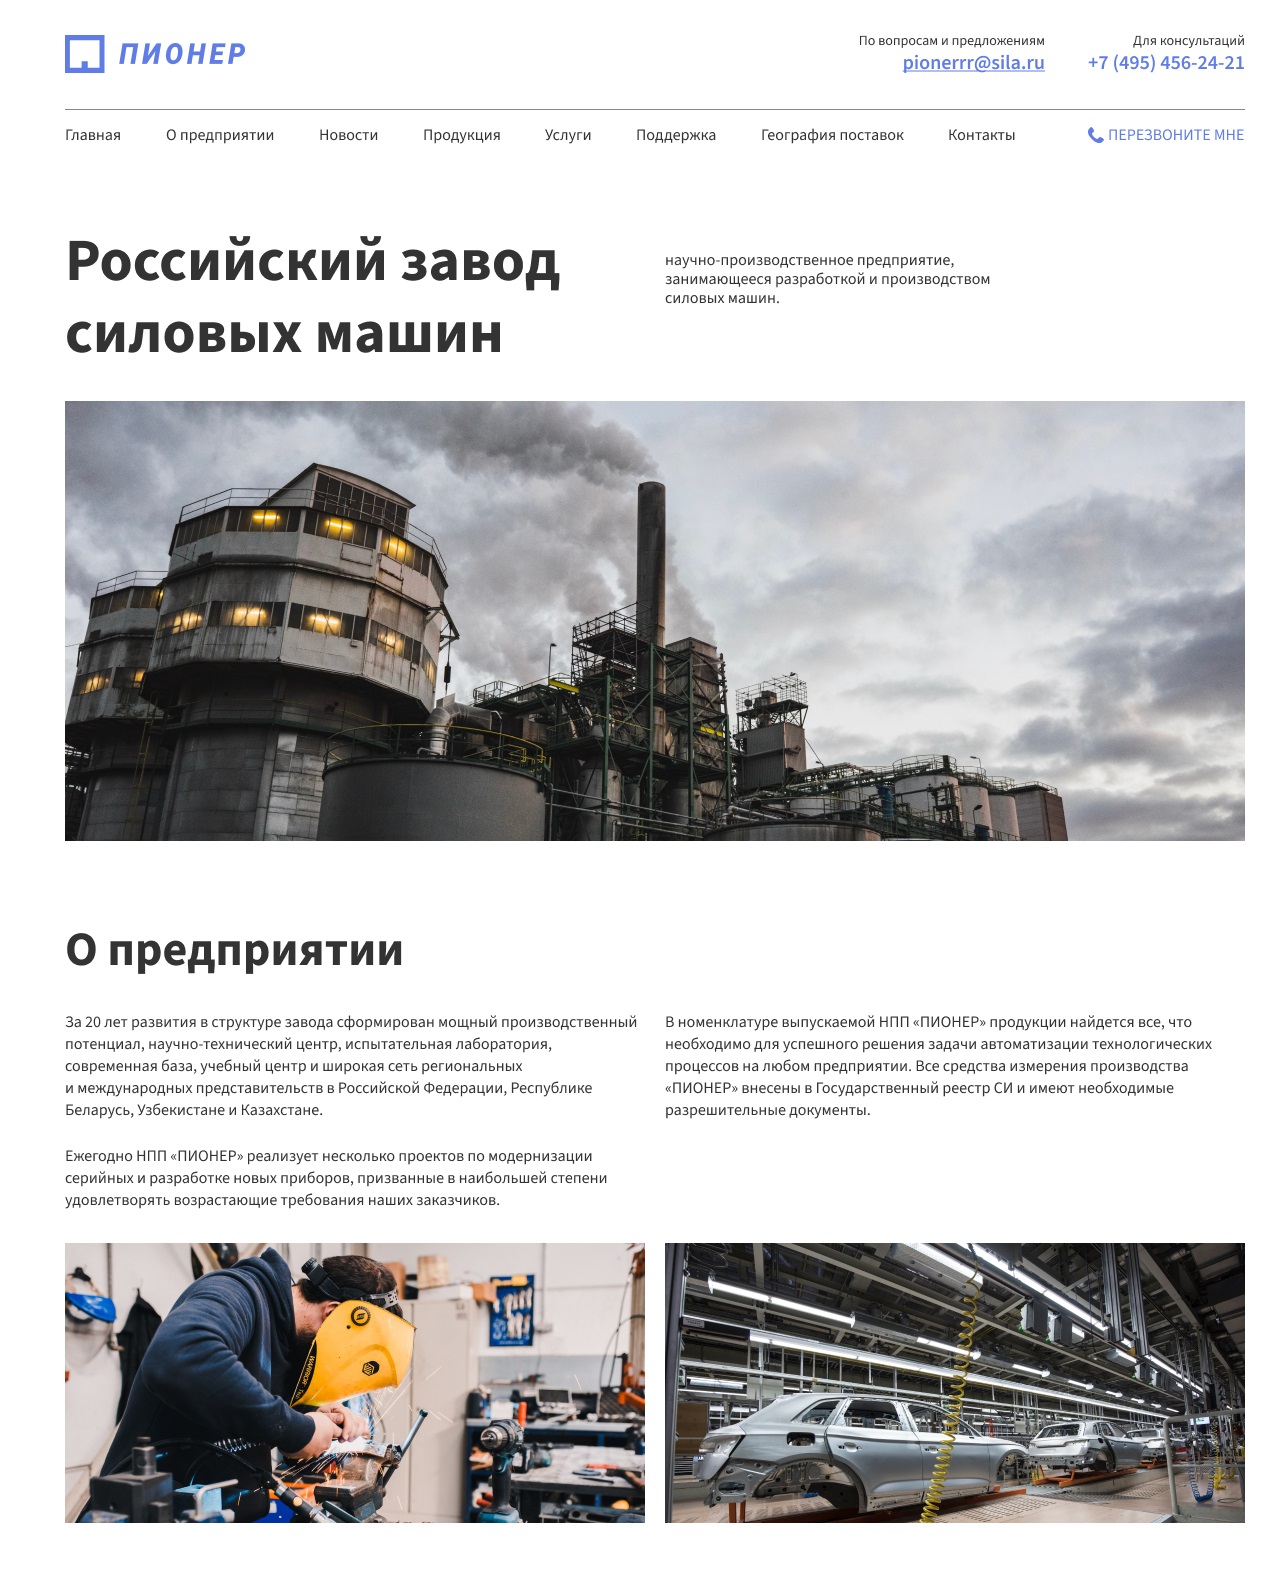 ПИОНЕР
По вопросам и предложениям
pionerrr@sila.ru
Для консультаций
+7 (495) 456-24-21
Главная О предприятии Новости Продукция Услуги Поддержка География поставок Контакты ПЕРЕЗВОНИТЕ МНЕ
Российский завод
силовых машин
научно-производственное предприятие,
занимающееся разработкой и производством
силовых машин.
О предприятии
За 20 лет развития в структуре завода сформирован мощный производственный
потенциал, научно-технический центр, испытательная лаборатория,
современная база, учебный центр и широкая сеть региональных
и международных представительств в Российской Федерации, Республике
Беларусь, Узбекистане и Казахстане.
Ежегодно НПП «ПИОНЕР» реализует несколько проектов по модернизации
серийных и разработке новых приборов, призванные в наибольшей степени
удовлетворять возрастающие требования наших заказчиков.
В номенклатуре выпускаемой НПП «ПИОНЕР» продукции найдется все, что
необходимо для успешного решения задачи автоматизации технологических
процессов на любом предприятии. Все средства измерения производства
«ПИОНЕР» внесены в Государственный реестр СИ и имеют необходимые
разрешительные документы.
WARRIOR